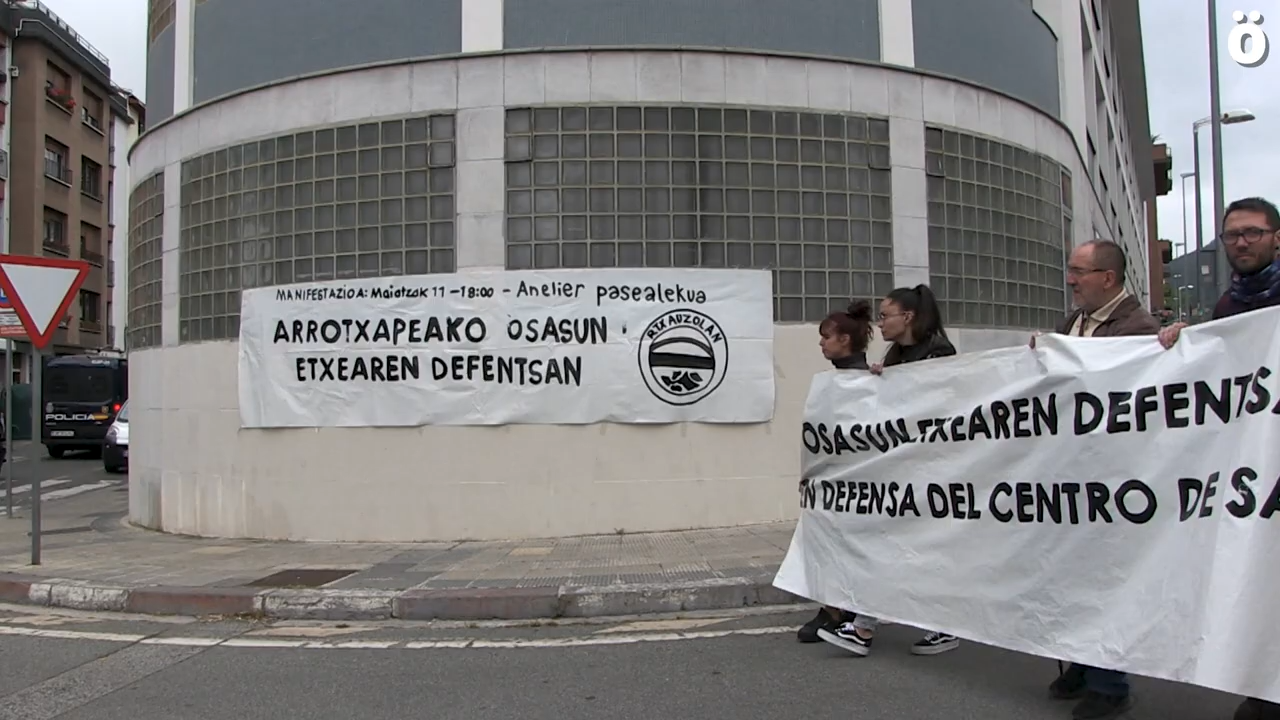 ö
MANIFESTAZIOA: Maiatzak 11 -18:00 - Anelier pasealekua
ARROTXAPEAKO OSASUN
ETXEAREN DEFENTSAN
RTXAUZOLAN
POLICIA
OSASUN ETXEAREN DEFENTSA
EN DEFENSA DEL CENTRO DE SA